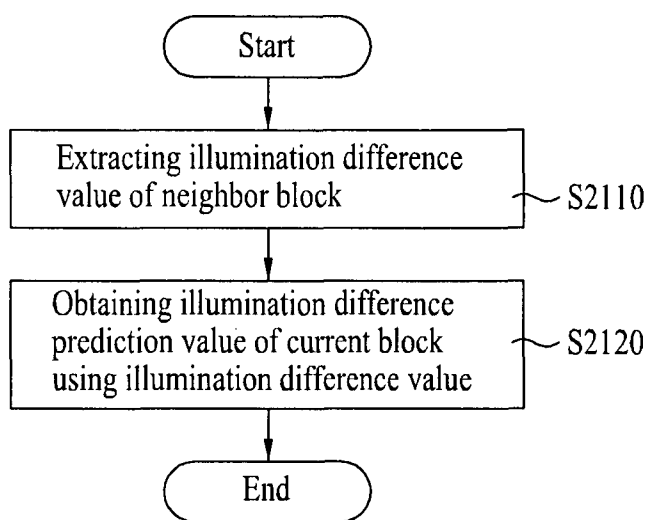 Start
Extracting illumination difference
value of neighbor block
S2110
Obtaining illumination difference
prediction value of current block
using illumination difference value
S2120
End